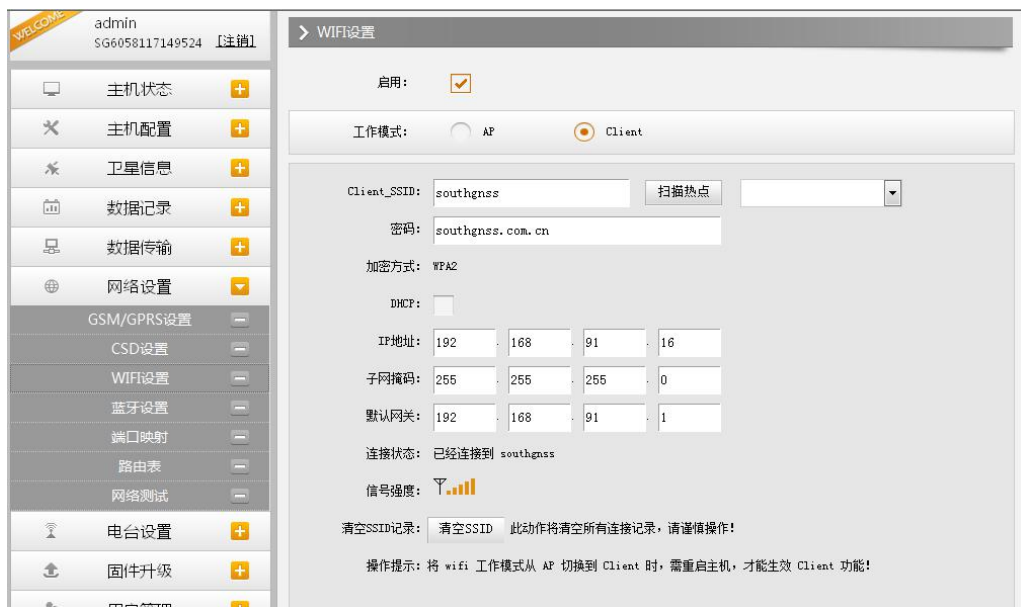 WELCOME
admin
SG6058117149524 [注销]
主机状态
主机配置
卫星信息
数据记录
数据传输
网络设置
GSM/GPRS设置
CSD设置
WIFI设置
蓝牙设置
端口映射
路由表
网络测试
电台设置
固件升级
WIFI设置
启用:
工作模式: AP Client
Client_SSID: southgnss 扫描热点
密码: southgnss.com.cn
加密方式: WPA2
DHCP:
IP地址: 192 . 168 . 91 . 16
子网掩码: 255 . 255 . 255 . 0
默认网关: 192 . 168 . 91 . 1
连接状态: 已经连接到 southgnss
信号强度:
清空SSID记录: 清空SSID 此动作将清空所有连接记录,请谨慎操作!
操作提示: 将 wifi 工作模式从 AP 切换到 Client 时,需重启主机,才能生效 Client 功能!